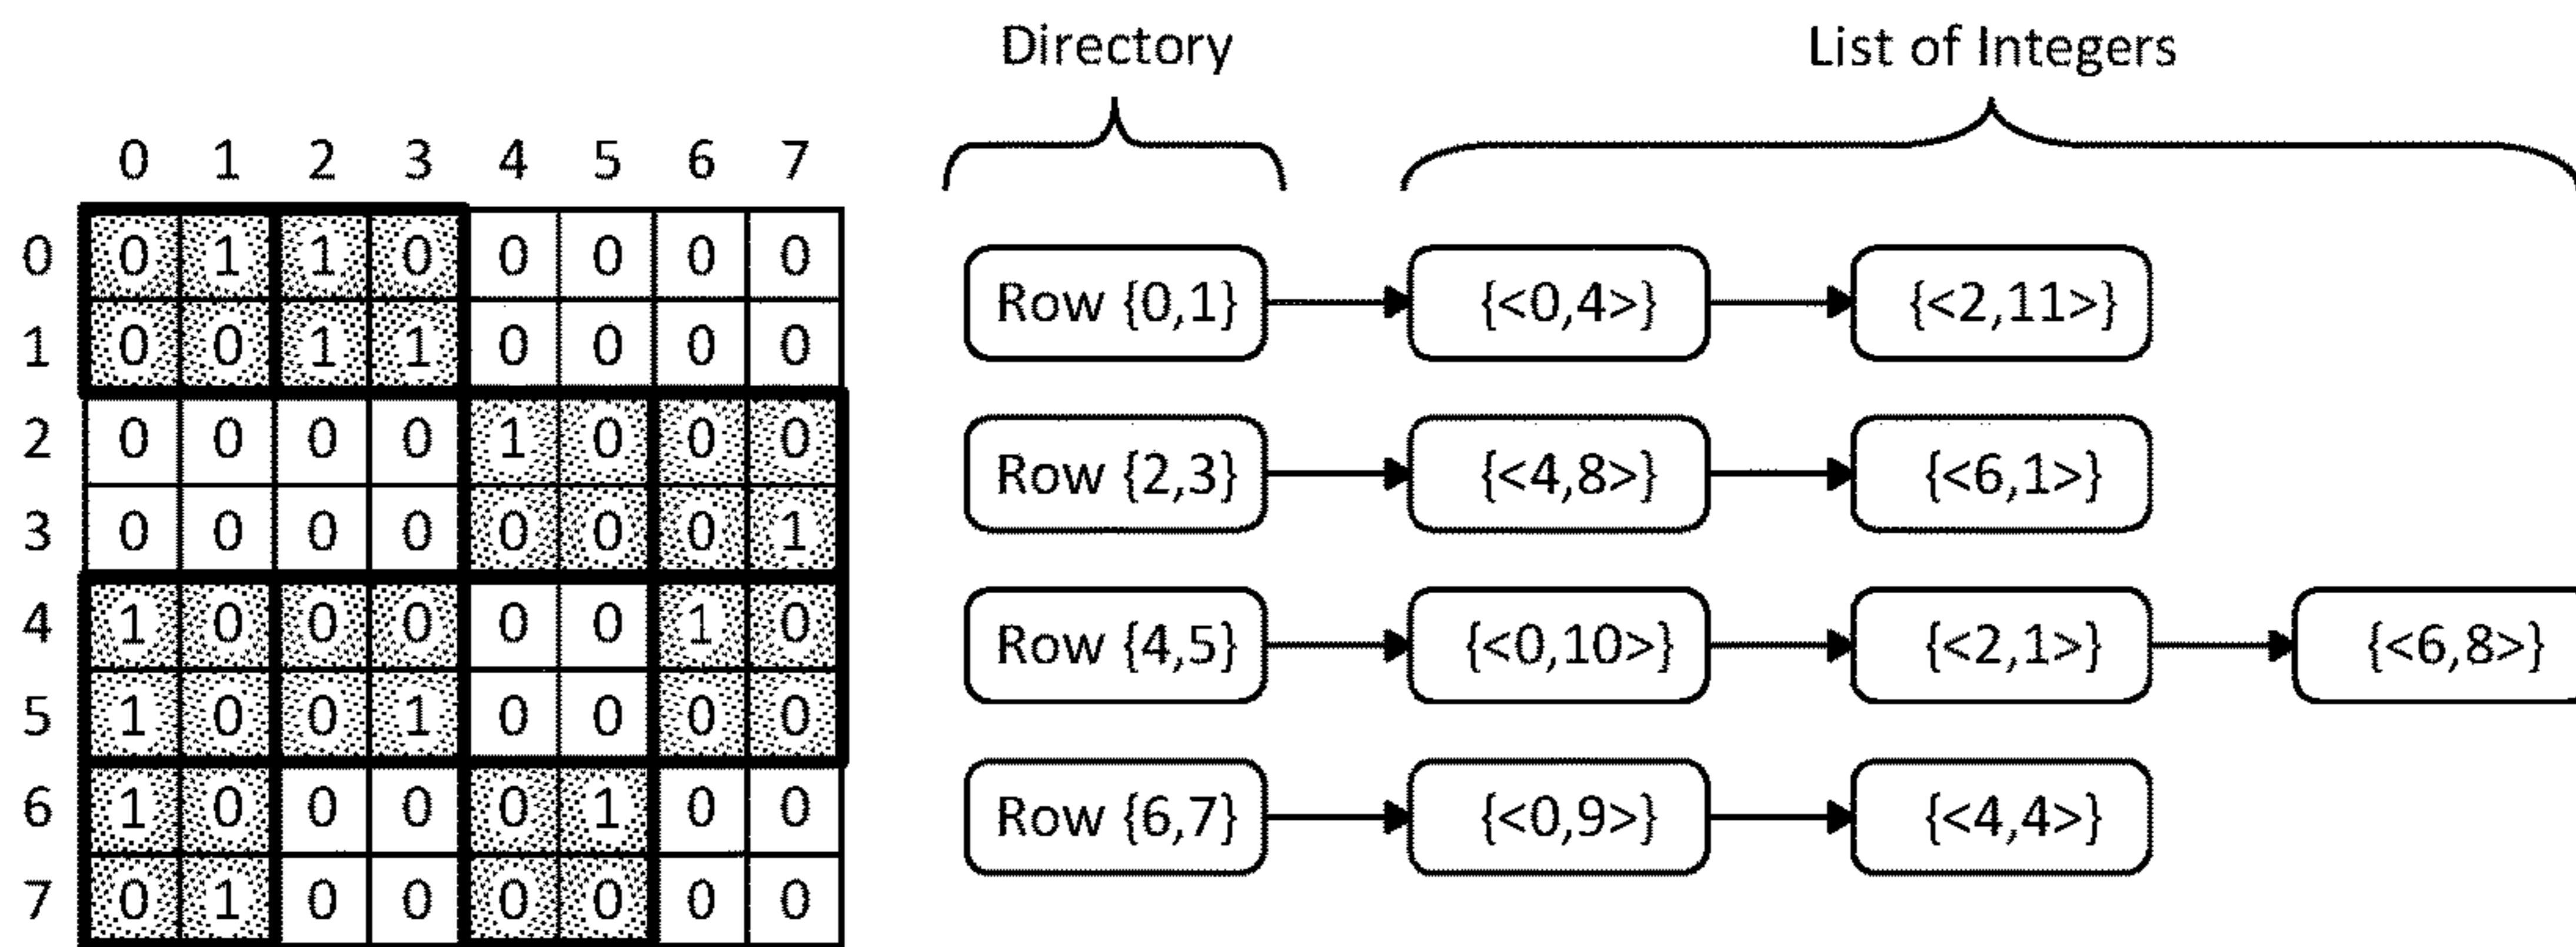 Directory List of Integers
0 1 2 3 4 5 6 7
0 0 1 1 0 0 0 0 0
1 0 0 1 1 0 0 0 0
2 0 0 0 0 1 0 0 0
3 0 0 0 0 0 0 0 1
4 1 0 0 0 0 0 1 0
5 1 0 0 1 0 0 0 0
6 1 0 0 0 0 1 0 0
7 0 1 0 0 0 0 0 0
Row {0,1} {<0,4>} {<2,11>}
Row {2,3} {<4,8>} {<6,1>}
Row {4,5} {<0,10>} {<2,1>} {<6,8>}
Row {6,7} {<0,9>} {<4,4>}